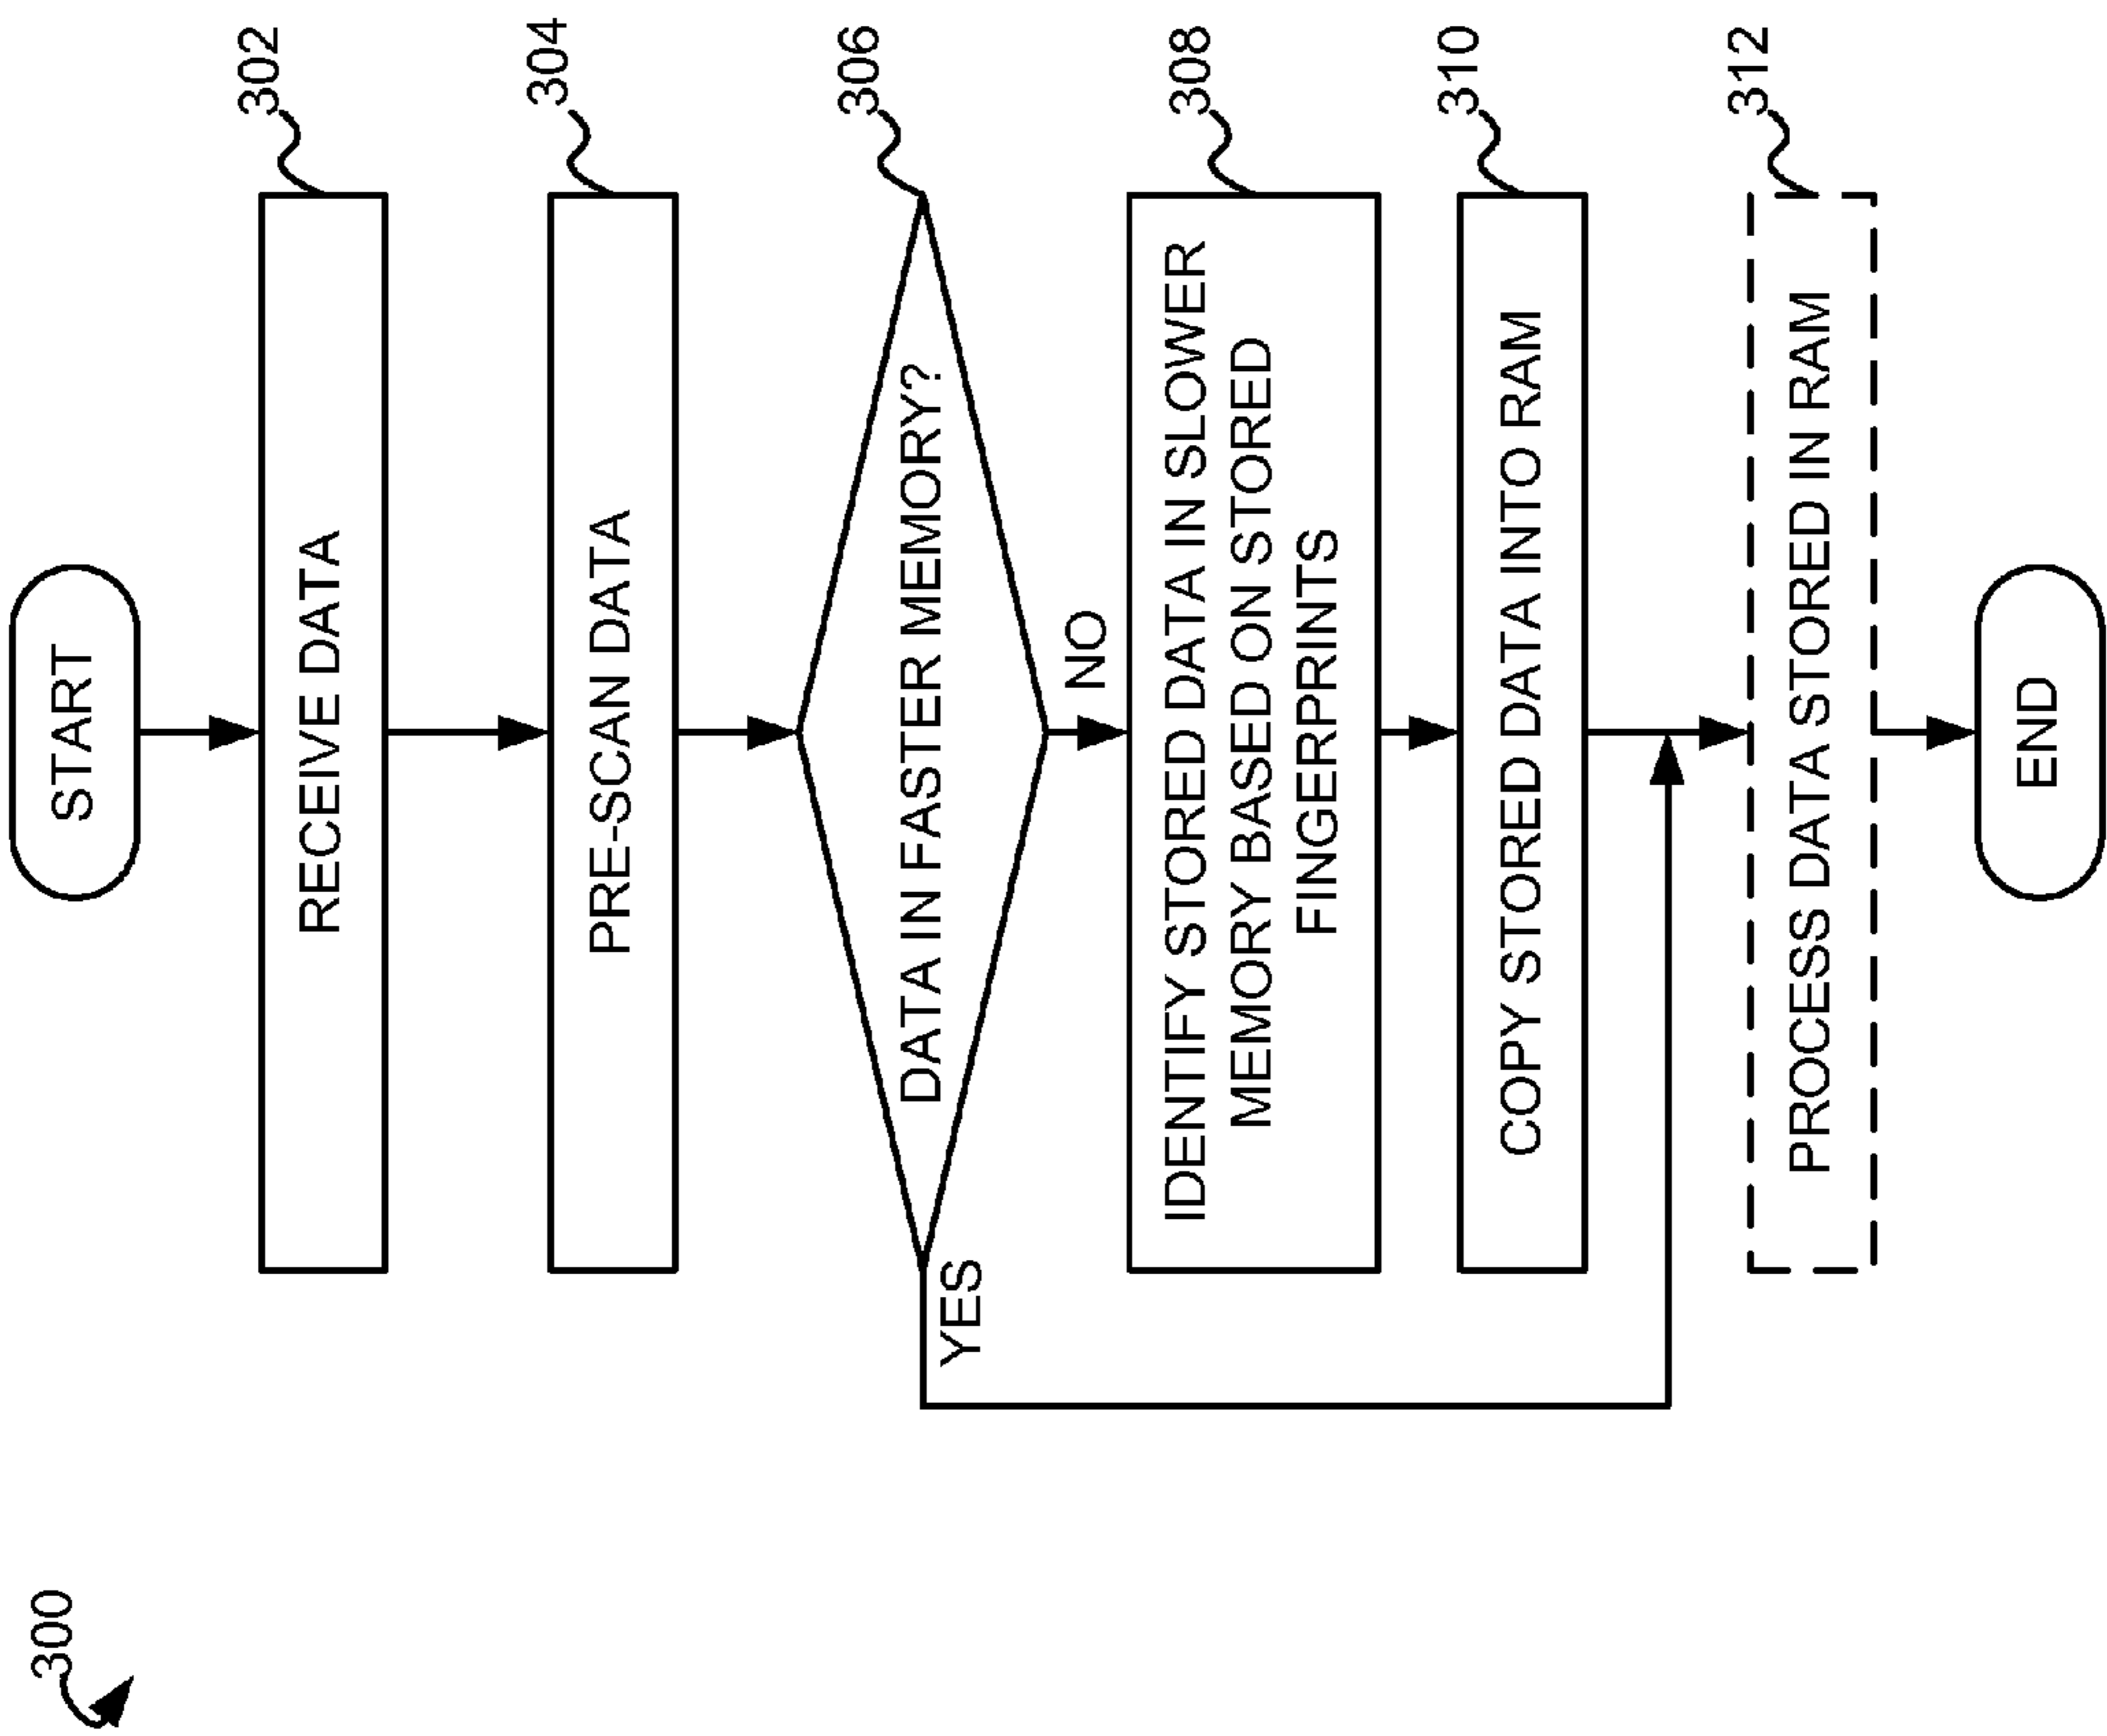 300
START
302
RECEIVE DATA
304
PRE-SCAN DATA
306
DATA IN FASTER MEMORY?
YES
NO
308
IDENTIFY STORED DATA IN SLOWER
MEMORY BASED ON STORED
FINGERPRINTS
310
COPY STORED DATA INTO RAM
312
PROCESS DATA STORED IN RAM
END